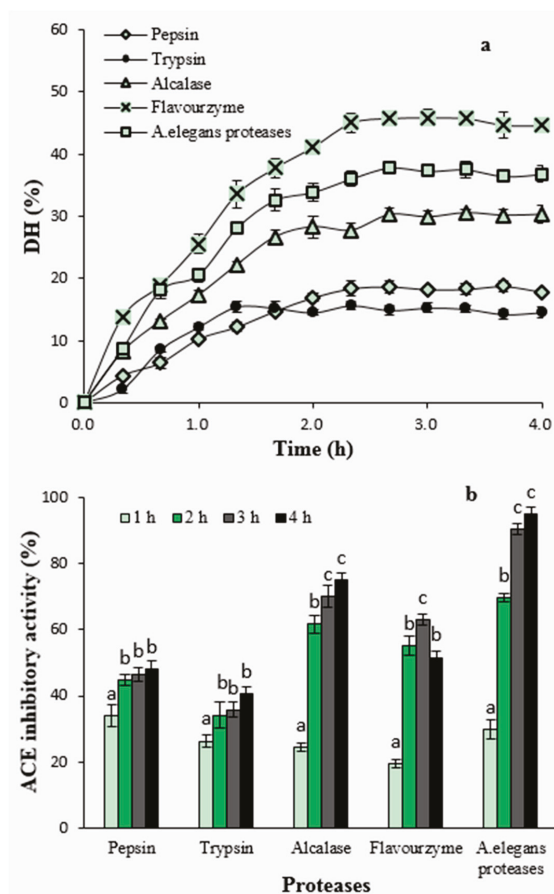 60
50
40
30
20
10
0
DH (%)
Pepsin
Trypsin
Alcalase
Flavourzyme
A.elegans proteases
a
0.0 1.0 2.0 3.0 4.0
Time (h)
100
80
60
40
20
0
ACE inhibitory activity (%)
1 h 2 h 3 h 4 h
b
a b b b
a b b b
a b c c
a b c b
a b c c
Pepsin Trypsin Alcalase Flavourzyme A.elegans
proteases
Proteases